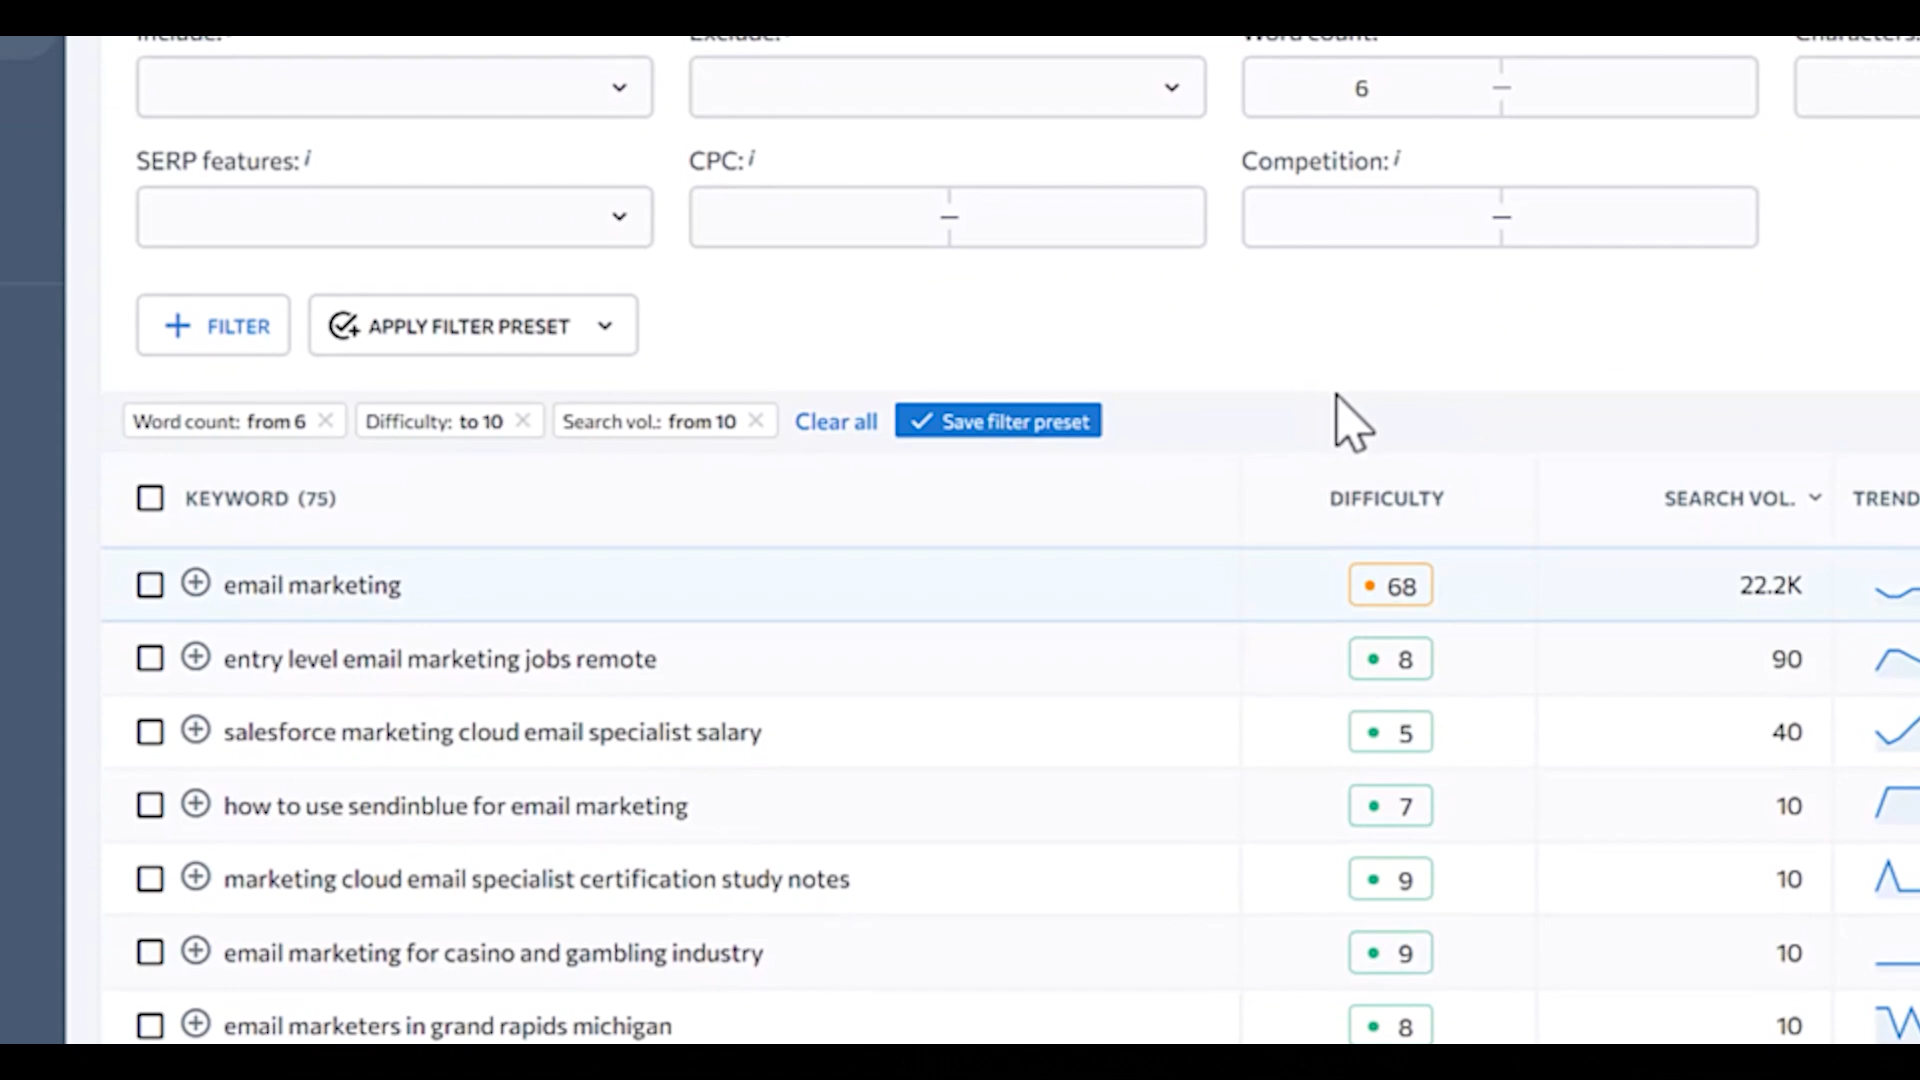 Include:
Exclude:
Word count:
Characters:
6 –
SERP features: i
CPC: i
Competition: i
–
–
+ FILTER
APPLY FILTER PRESET
Word count: from 6 ×
Difficulty: to 10 ×
Search vol.: from 10 ×
Clear all
Save filter preset
KEYWORD (75)
DIFFICULTY
SEARCH VOL.
TREND
email marketing
68
22.2K
entry level email marketing jobs remote
8
90
salesforce marketing cloud email specialist salary
5
40
how to use sendinblue for email marketing
7
10
marketing cloud email specialist certification study notes
9
10
email marketing for casino and gambling industry
9
10
email marketers in grand rapids michigan
8
10